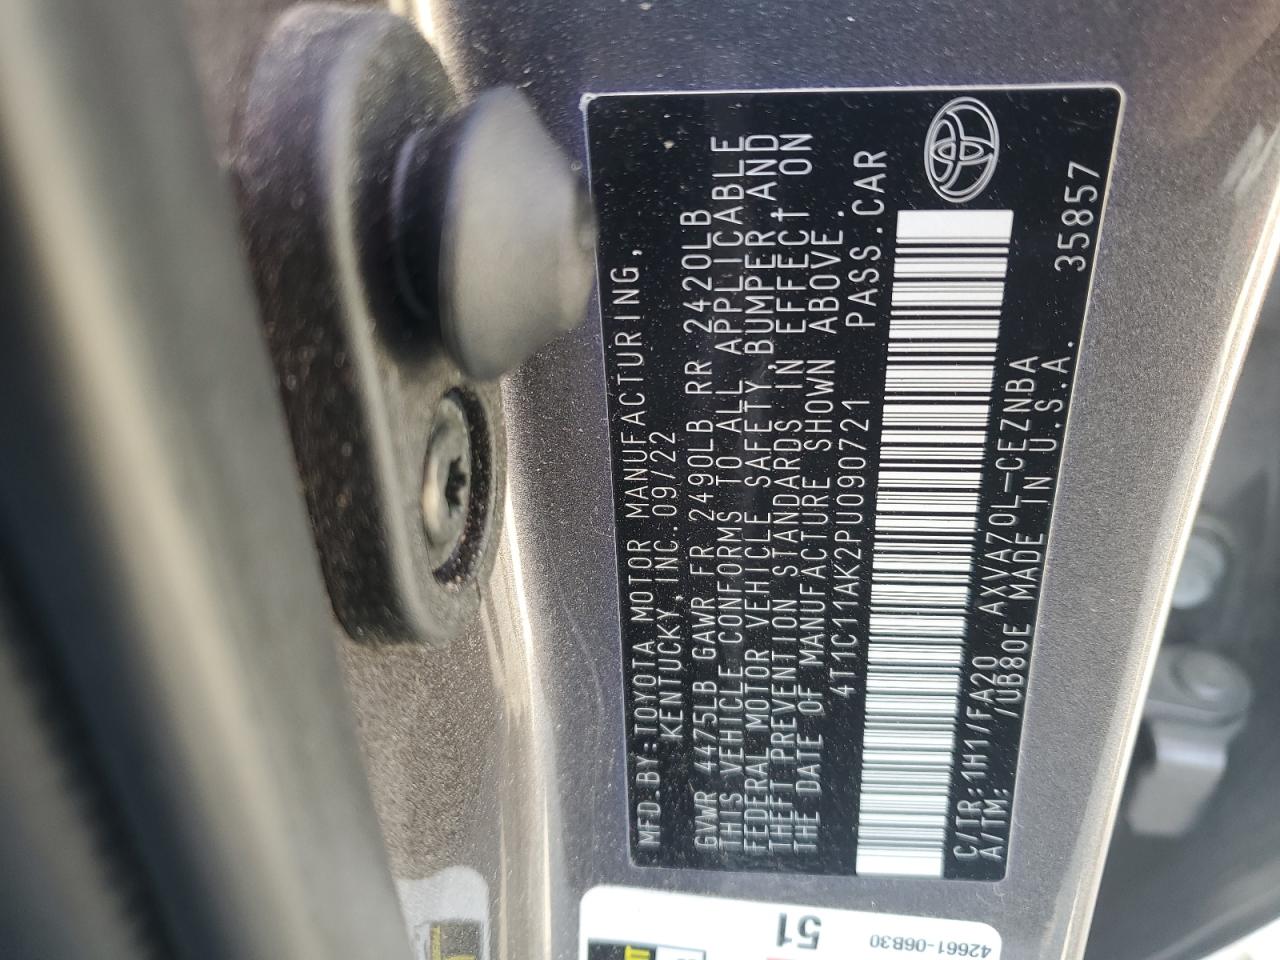 MFD.BY:TOYOTA MOTOR MANUFACTURING,
KENTUCKY, INC.09/22
GVWR 4475LB GAWR FR 2490LB RR 2420LB
THIS VEHICLE CONFORMS TO ALL APPLICABLE
FEDERAL MOTOR VEHICLE SAFETY,BUMPER,AND
THEFT PREVENTION STANDARDS IN EFFECT ON
THE DATE OF MANUFACTURE SHOWN ABOVE.
4T1C11AK2PU090721 PASS.CAR
C/TR:1H1/FA20 AXVA70L-CEZNBA
A/TM: /UB80E MADE IN U.S.A. 35857
51
42661-06B30